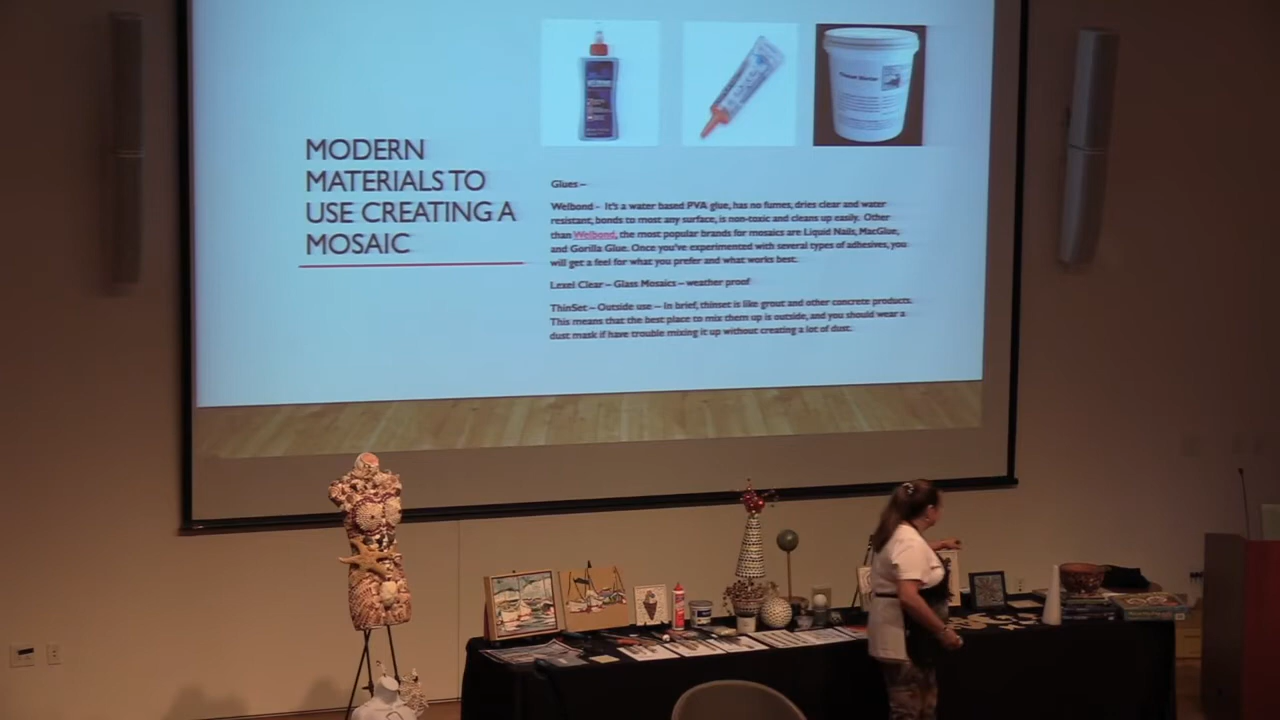 MODERN
MATERIALS TO
USE CREATING A
MOSAIC
Glues –
Welbond - It's a water based PVA glue, has no fumes, dries clear and water
resistant, bonds to most any surface, is non-toxic and cleans up easily. Other
than Welbond, the most popular brands for mosaics are Liquid Nails, MacGlue,
and Gorilla Glue. Once you've experimented with several types of adhesives, you
will get a feel for what you prefer and what works best.
Lexel Clear – Glass Mosaics – weather proof
ThinSet – Outside use – In brief, thinset is like grout and other concrete products.
This means that the best place to mix them up is outside, and you should wear a
dust mask if have trouble mixing it up without creating a lot of dust.